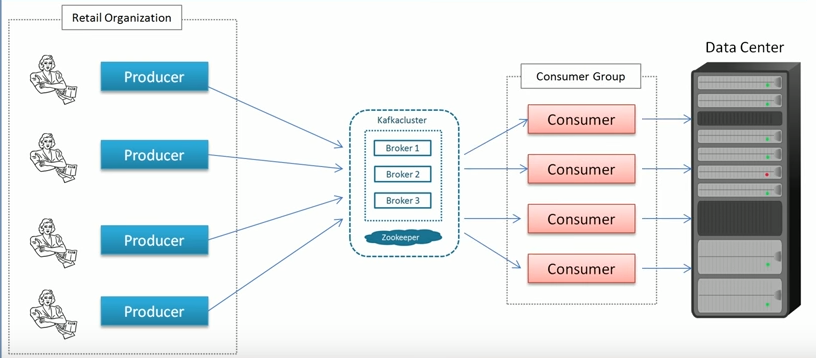 Retail Organization
Producer
Producer
Producer
Producer
Kafkacluster
Broker 1
Broker 2
Broker 3
Zookeeper
Consumer Group
Consumer
Consumer
Consumer
Consumer
Data Center